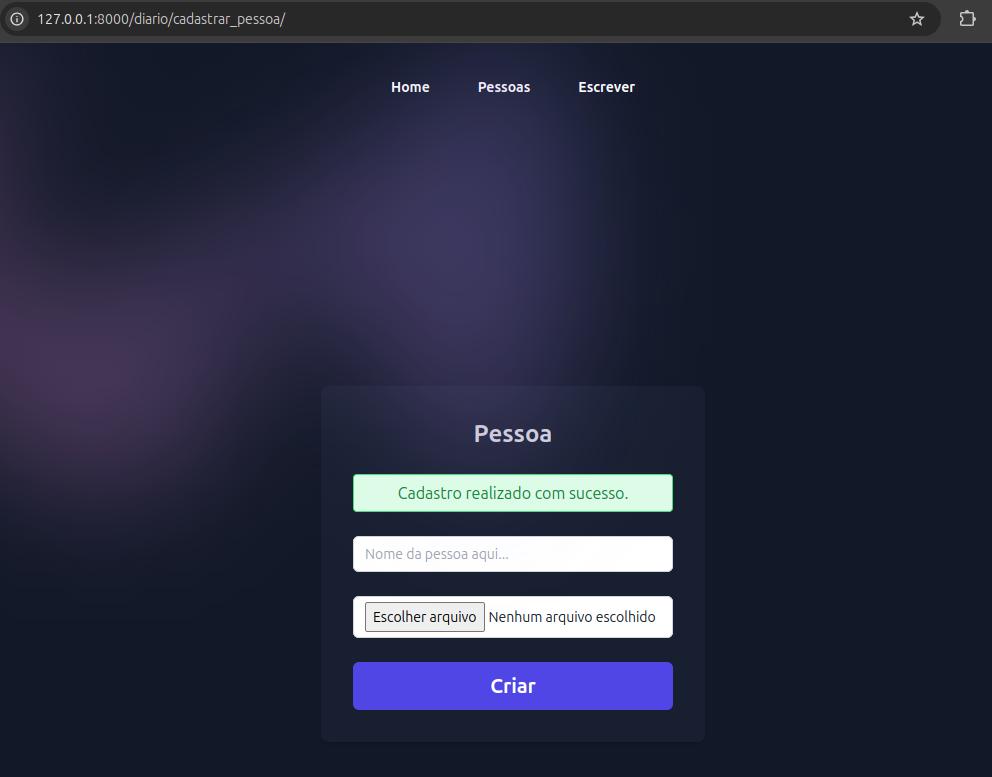 127.0.0.1:8000/diario/cadastrar_pessoa/
Home Pessoas Escrever
Pessoa
Cadastro realizado com sucesso.
Nome da pessoa aqui...
Escolher arquivo Nenhum arquivo escolhido
Criar